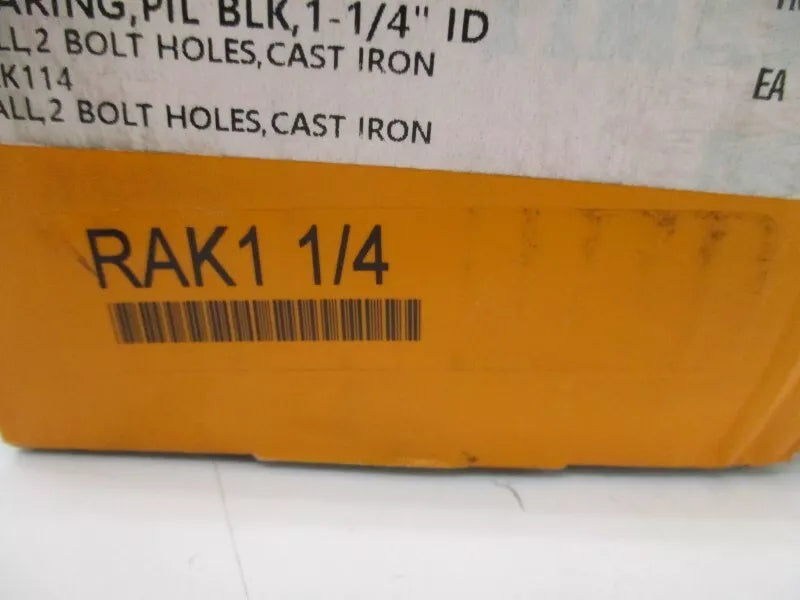 ARING,PIL BLK,1-1/4" ID
ALL,2 BOLT HOLES,CAST IRON
K114
EA
ALL,2 BOLT HOLES,CAST IRON
RAK1 1/4